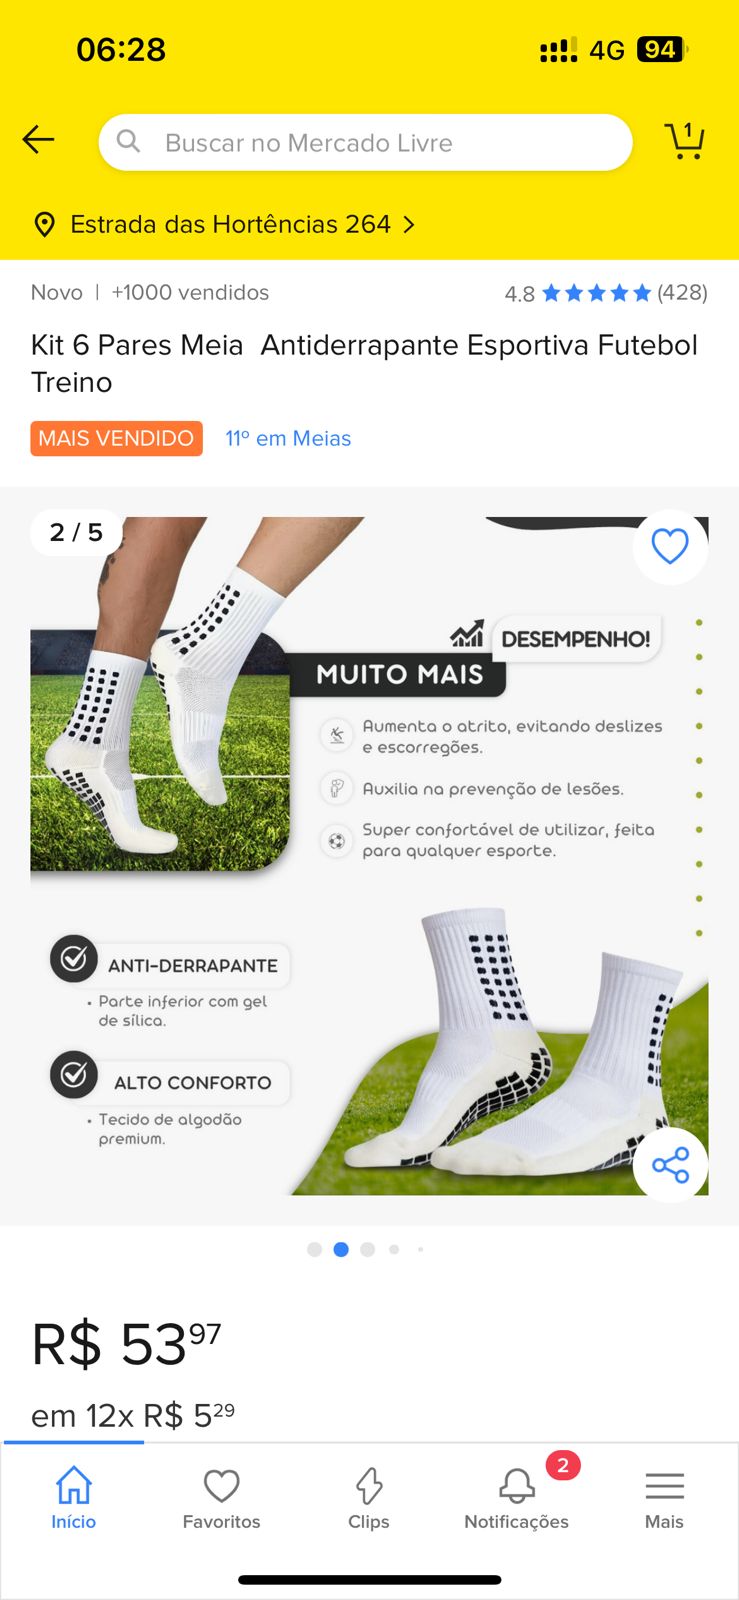 06:28
4G 94
Buscar no Mercado Livre
1
Estrada das Hortências 264
Novo | +1000 vendidos
4.8 (428)
Kit 6 Pares Meia  Antiderrapante Esportiva Futebol
Treino
MAIS VENDIDO 11º em Meias
2 / 5
DESEMPENHO!
MUITO MAIS
Aumenta o atrito, evitando deslizes
e escorregões.
Auxilia na prevenção de lesões.
Super confortável de utilizar, feita
para qualquer esporte.
ANTI-DERRAPANTE
• Parte inferior com gel
de sílica.
ALTO CONFORTO
• Tecido de algodão
premium.
R$ 5397
em 12x R$ 529
2
Início Favoritos Clips Notificações Mais